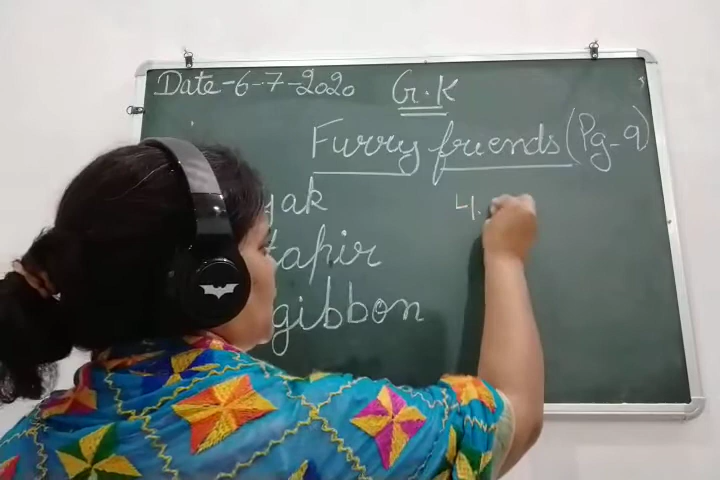 Date-6-7-2020
G.K
Furry friends (Pg-9)
yak
tapir
gibbon
4.